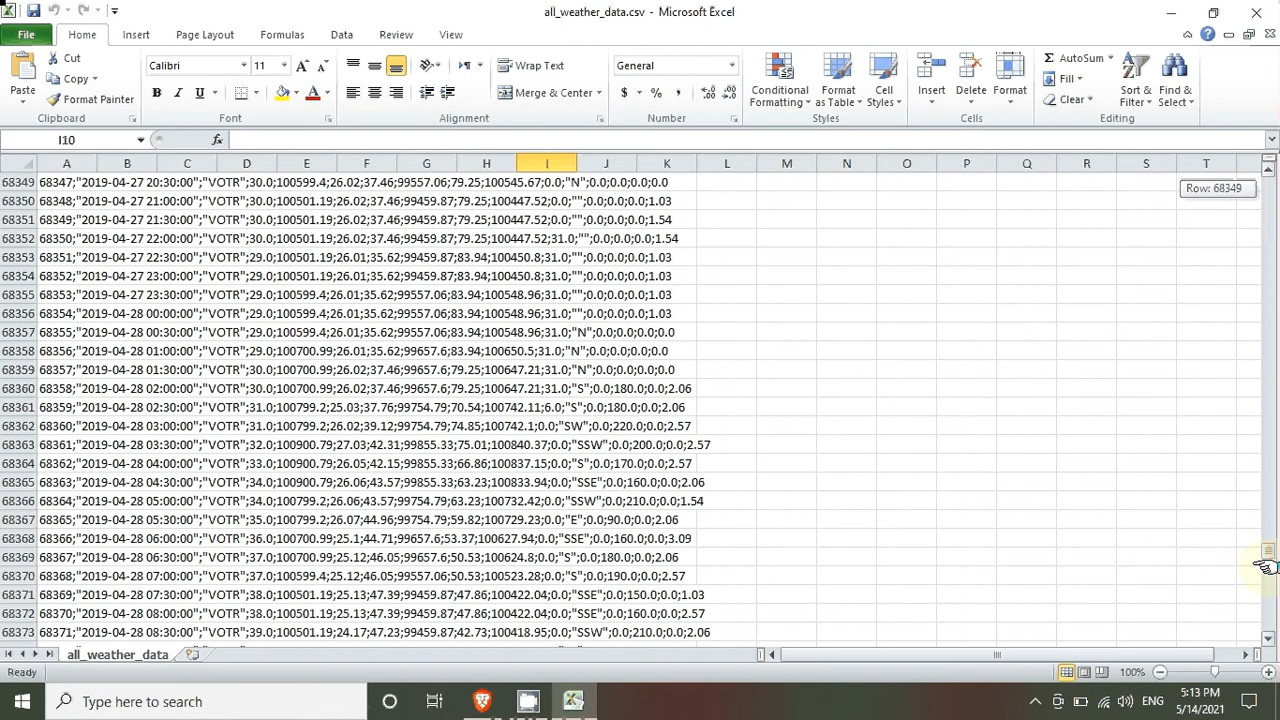 all_weather_data.csv - Microsoft Excel
File Home Insert Page Layout Formulas Data Review View
Paste Cut Copy Format Painter Clipboard
Calibri 11 A A B I U A Font
Wrap Text Merge & Center Alignment
General $ % , Number
Conditional Formatting Format as Table Cell Styles Styles
Insert Delete Format Cells
Σ AutoSum Fill Clear Sort & Filter Find & Select Editing
I10 fx
A B C D E F G H I J K L M N O P Q R S T
Row: 68349
68349 68347;"2019-04-27 20:30:00";"VOTR";30.0;100599.4;26.02;37.46;99557.06;79.25;100545.67;0.0;"N";0.0;0.0;0.0;0.0
68350 68348;"2019-04-27 21:00:00";"VOTR";30.0;100501.19;26.02;37.46;99459.87;79.25;100447.52;0.0;"";0.0;0.0;0.0;1.03
68351 68349;"2019-04-27 21:30:00";"VOTR";30.0;100501.19;26.02;37.46;99459.87;79.25;100447.52;0.0;"";0.0;0.0;0.0;1.54
68352 68350;"2019-04-27 22:00:00";"VOTR";30.0;100501.19;26.02;37.46;99459.87;79.25;100447.52;31.0;"";0.0;0.0;0.0;1.54
68353 68351;"2019-04-27 22:30:00";"VOTR";29.0;100501.19;26.01;35.62;99459.87;83.94;100450.8;31.0;"";0.0;0.0;0.0;1.03
68354 68352;"2019-04-27 23:00:00";"VOTR";29.0;100501.19;26.01;35.62;99459.87;83.94;100450.8;31.0;"";0.0;0.0;0.0;1.03
68355 68353;"2019-04-27 23:30:00";"VOTR";29.0;100599.4;26.01;35.62;99557.06;83.94;100548.96;31.0;"";0.0;0.0;0.0;1.03
68356 68354;"2019-04-28 00:00:00";"VOTR";29.0;100599.4;26.01;35.62;99557.06;83.94;100548.96;31.0;"";0.0;0.0;0.0;1.03
68357 68355;"2019-04-28 00:30:00";"VOTR";29.0;100599.4;26.01;35.62;99557.06;83.94;100548.96;31.0;"N";0.0;0.0;0.0;0.0
68358 68356;"2019-04-28 01:00:00";"VOTR";29.0;100700.99;26.01;35.62;99657.6;83.94;100650.5;31.0;"N";0.0;0.0;0.0;0.0
68359 68357;"2019-04-28 01:30:00";"VOTR";30.0;100700.99;26.02;37.46;99657.6;79.25;100647.21;31.0;"N";0.0;0.0;0.0;0.0
68360 68358;"2019-04-28 02:00:00";"VOTR";30.0;100700.99;26.02;37.46;99657.6;79.25;100647.21;31.0;"S";0.0;180.0;0.0;2.06
68361 68359;"2019-04-28 02:30:00";"VOTR";31.0;100799.2;25.03;37.76;99754.79;70.54;100742.11;6.0;"S";0.0;180.0;0.0;2.06
68362 68360;"2019-04-28 03:00:00";"VOTR";31.0;100799.2;26.02;39.12;99754.79;74.85;100742.1;0.0;"SW";0.0;220.0;0.0;2.57
68363 68361;"2019-04-28 03:30:00";"VOTR";32.0;100900.79;27.03;42.31;99855.33;75.01;100840.37;0.0;"SSW";0.0;200.0;0.0;2.57
68364 68362;"2019-04-28 04:00:00";"VOTR";33.0;100900.79;26.05;42.15;99855.33;66.86;100837.15;0.0;"S";0.0;170.0;0.0;2.57
68365 68363;"2019-04-28 04:30:00";"VOTR";34.0;100900.79;26.06;43.57;99855.33;63.23;100833.94;0.0;"SSE";0.0;160.0;0.0;2.06
68366 68364;"2019-04-28 05:00:00";"VOTR";34.0;100799.2;26.06;43.57;99754.79;63.23;100732.42;0.0;"SSW";0.0;210.0;0.0;1.54
68367 68365;"2019-04-28 05:30:00";"VOTR";35.0;100799.2;26.07;44.96;99754.79;59.82;100729.23;0.0;"E";0.0;90.0;0.0;2.06
68368 68366;"2019-04-28 06:00:00";"VOTR";36.0;100700.99;25.1;44.71;99657.6;53.37;100627.94;0.0;"SSE";0.0;160.0;0.0;3.09
68369 68367;"2019-04-28 06:30:00";"VOTR";37.0;100700.99;25.12;46.05;99657.6;50.53;100624.8;0.0;"S";0.0;180.0;0.0;2.06
68370 68368;"2019-04-28 07:00:00";"VOTR";37.0;100599.4;25.12;46.05;99557.06;50.53;100523.28;0.0;"S";0.0;190.0;0.0;2.57
68371 68369;"2019-04-28 07:30:00";"VOTR";38.0;100501.19;25.13;47.39;99459.87;47.86;100422.04;0.0;"SSE";0.0;150.0;0.0;1.03
68372 68370;"2019-04-28 08:00:00";"VOTR";38.0;100501.19;25.13;47.39;99459.87;47.86;100422.04;0.0;"SSE";0.0;160.0;0.0;2.57
68373 68371;"2019-04-28 08:30:00";"VOTR";39.0;100501.19;24.17;47.23;99459.87;42.73;100418.95;0.0;"SSW";0.0;210.0;0.0;2.06
all_weather_data
Ready 100%
Type here to search
ENG 5:13 PM
5/14/2021